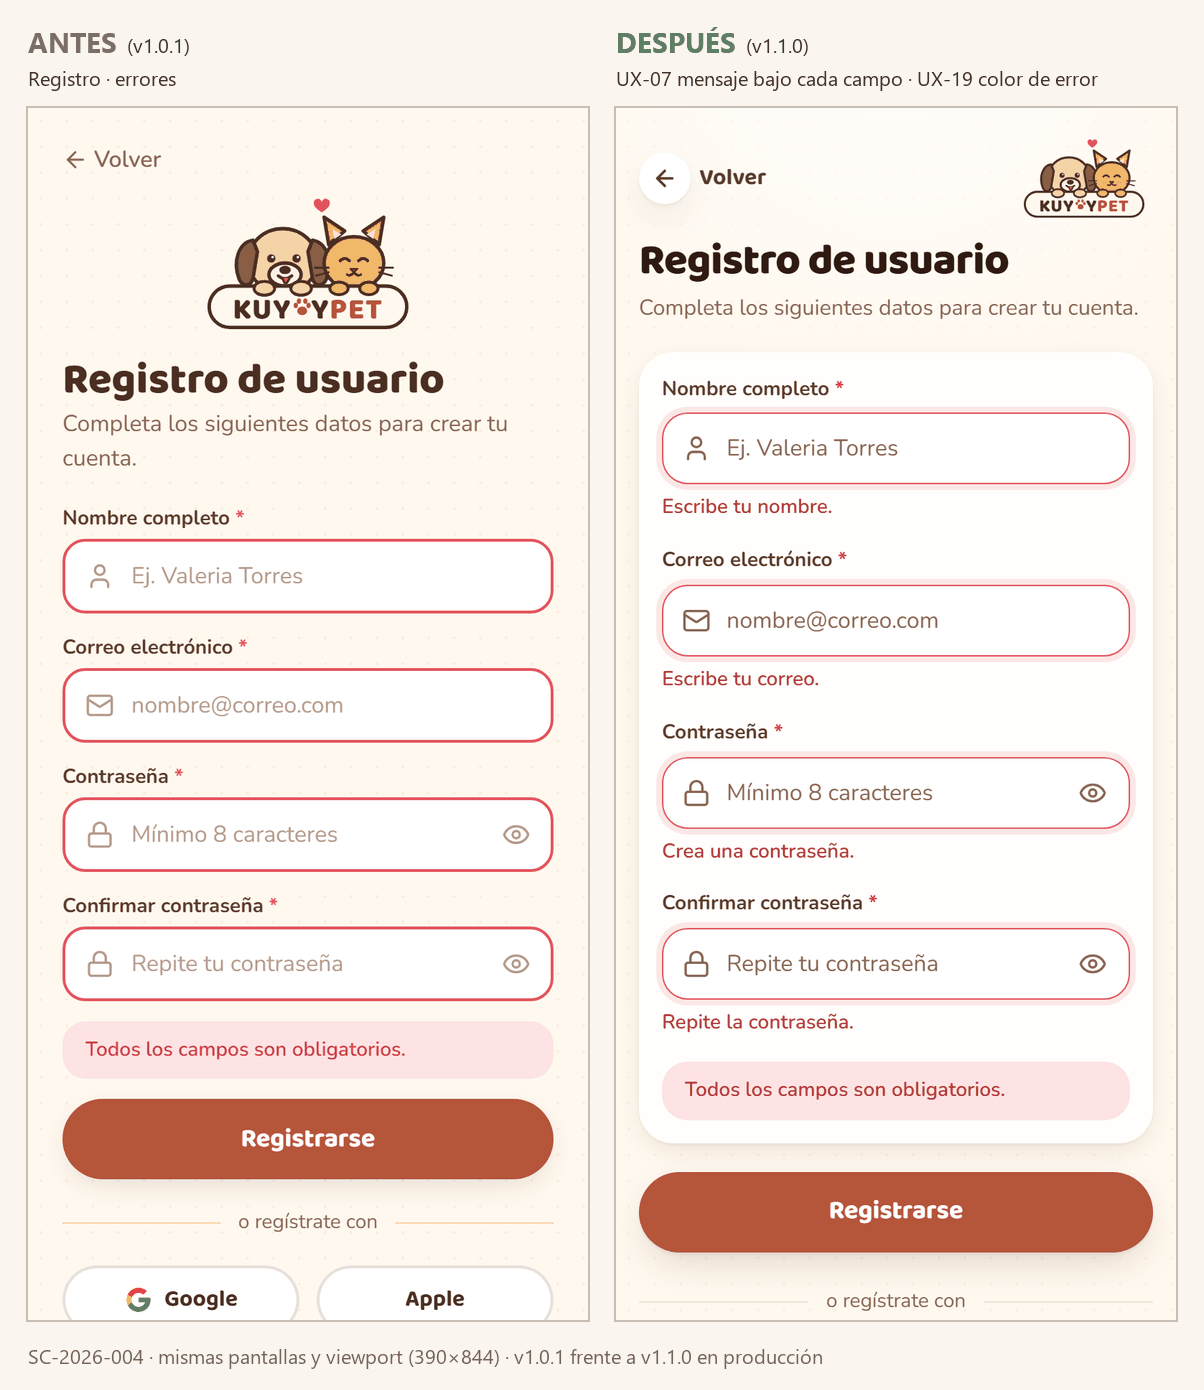 ANTES (v1.0.1)
Registro · errores
Volver
KUYYPET
Registro de usuario
Completa los siguientes datos para crear tu
cuenta.
Nombre completo *
Ej. Valeria Torres
Correo electrónico *
nombre@correo.com
Contraseña *
Mínimo 8 caracteres
Confirmar contraseña *
Repite tu contraseña
Todos los campos son obligatorios.
Registrarse
o regístrate con
Google
Apple
DESPUÉS (v1.1.0)
UX-07 mensaje bajo cada campo · UX-19 color de error
Volver
KUYYPET
Registro de usuario
Completa los siguientes datos para crear tu cuenta.
Nombre completo *
Ej. Valeria Torres
Escribe tu nombre.
Correo electrónico *
nombre@correo.com
Escribe tu correo.
Contraseña *
Mínimo 8 caracteres
Crea una contraseña.
Confirmar contraseña *
Repite tu contraseña
Repite la contraseña.
Todos los campos son obligatorios.
Registrarse
o regístrate con
SC-2026-004 · mismas pantallas y viewport (390×844) · v1.0.1 frente a v1.1.0 en producción